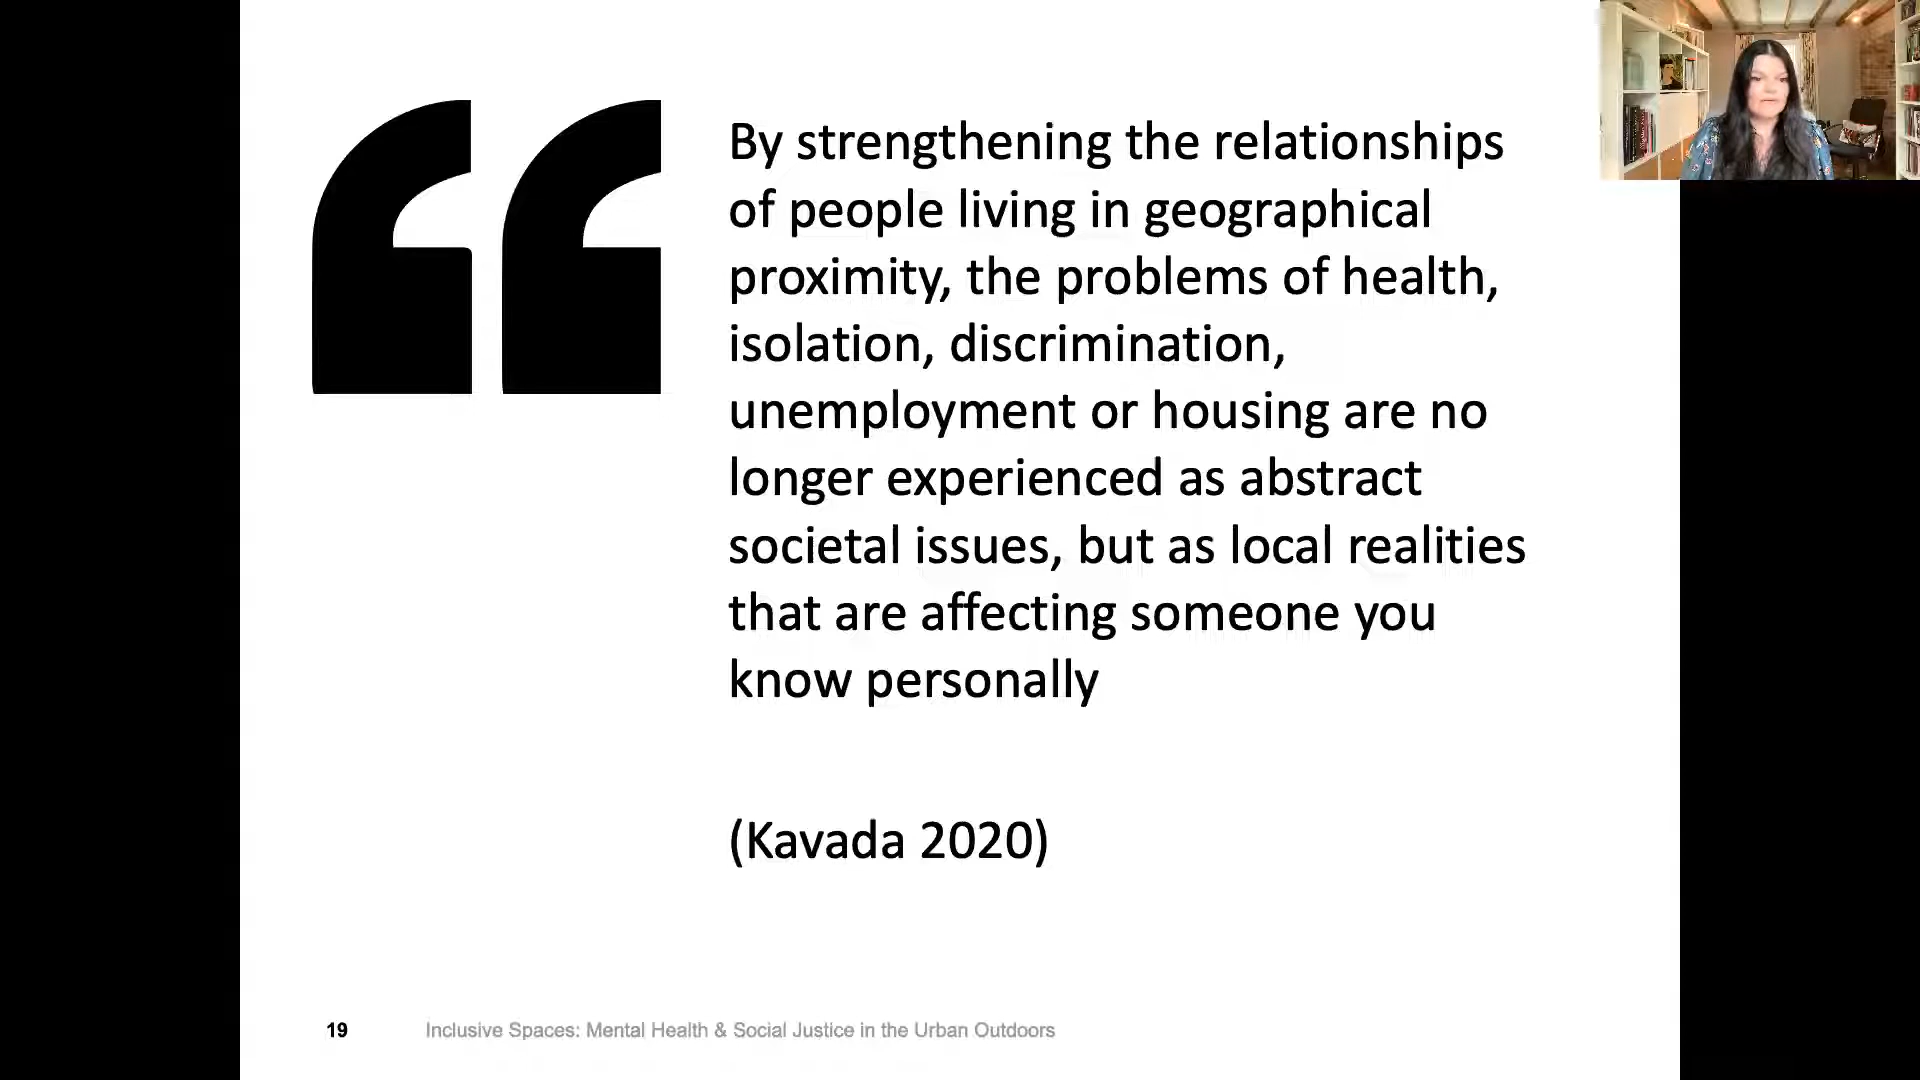 By strengthening the relationships
of people living in geographical
proximity, the problems of health,
isolation, discrimination,
unemployment or housing are no
longer experienced as abstract
societal issues, but as local realities
that are affecting someone you
know personally
(Kavada 2020)
19 Inclusive Spaces: Mental Health & Social Justice in the Urban Outdoors